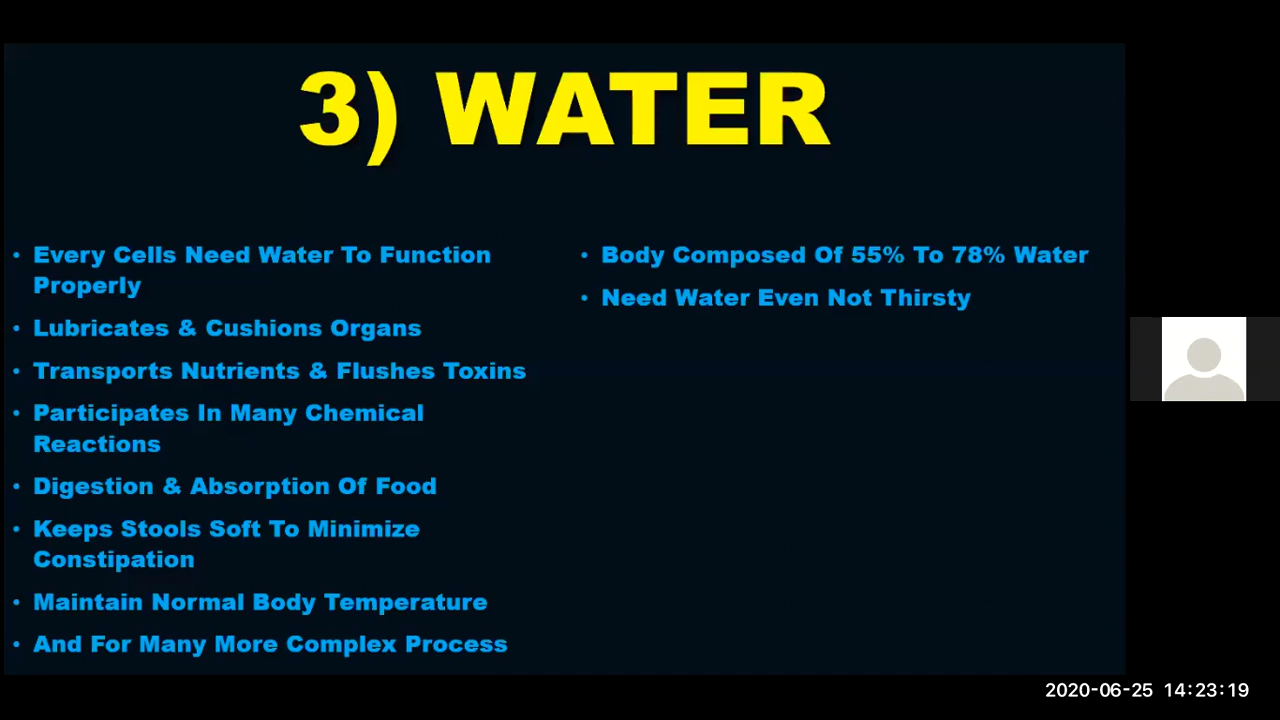 3) WATER
• Every Cells Need Water To Function
Properly
• Lubricates & Cushions Organs
• Transports Nutrients & Flushes Toxins
• Participates In Many Chemical
Reactions
• Digestion & Absorption Of Food
• Keeps Stools Soft To Minimize
Constipation
• Maintain Normal Body Temperature
• And For Many More Complex Process
• Body Composed Of 55% To 78% Water
• Need Water Even Not Thirsty
2020-06-25 14:23:19